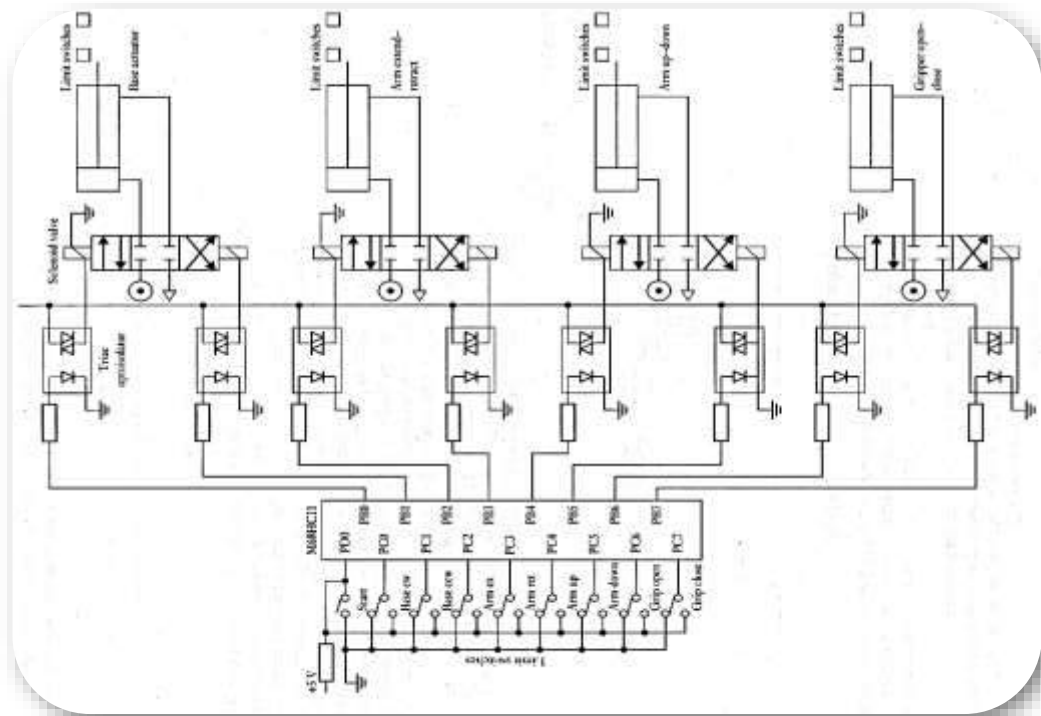 Limit switches
Base actuator
Limit switches
Arm extend–
retract
Limit switches
Arm up–down
Limit switches
Gripper open–
close
Solenoid valve
Triac
optoisolator
M68HC11
PB0
PB1
PB2
PB3
PB4
PB5
PB6
PB7
PD0
PC0
PC1
PC2
PC3
PC4
PC5
PC6
PC7
Start
Base cw
Base ccw
Arm ex
Arm ret
Arm up
Arm down
Grip open
Grip close
Limit switches
+5 V